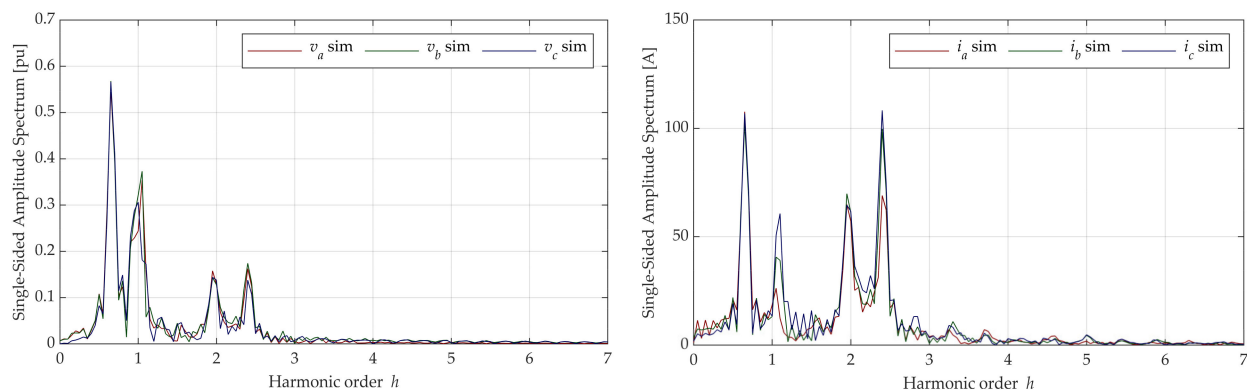 Single-Sided Amplitude Spectrum [pu]
0.7
0.6
0.5
0.4
0.3
0.2
0.1
0
v_a sim v_b sim v_c sim
0 1 2 3 4 5 6 7
Harmonic order h
Single-Sided Amplitude Spectrum [A]
150
100
50
0
i_a sim i_b sim i_c sim
0 1 2 3 4 5 6 7
Harmonic order h